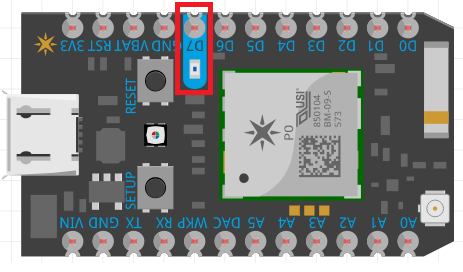 3V3 RST VBAT GND D7 D6 D5 D4 D3 D2 D1 D0
RESET
SETUP
P0
USI
850104
BM-09-S
573
VIN GND TX RX WKP DAC A5 A4 A3 A2 A1 A0